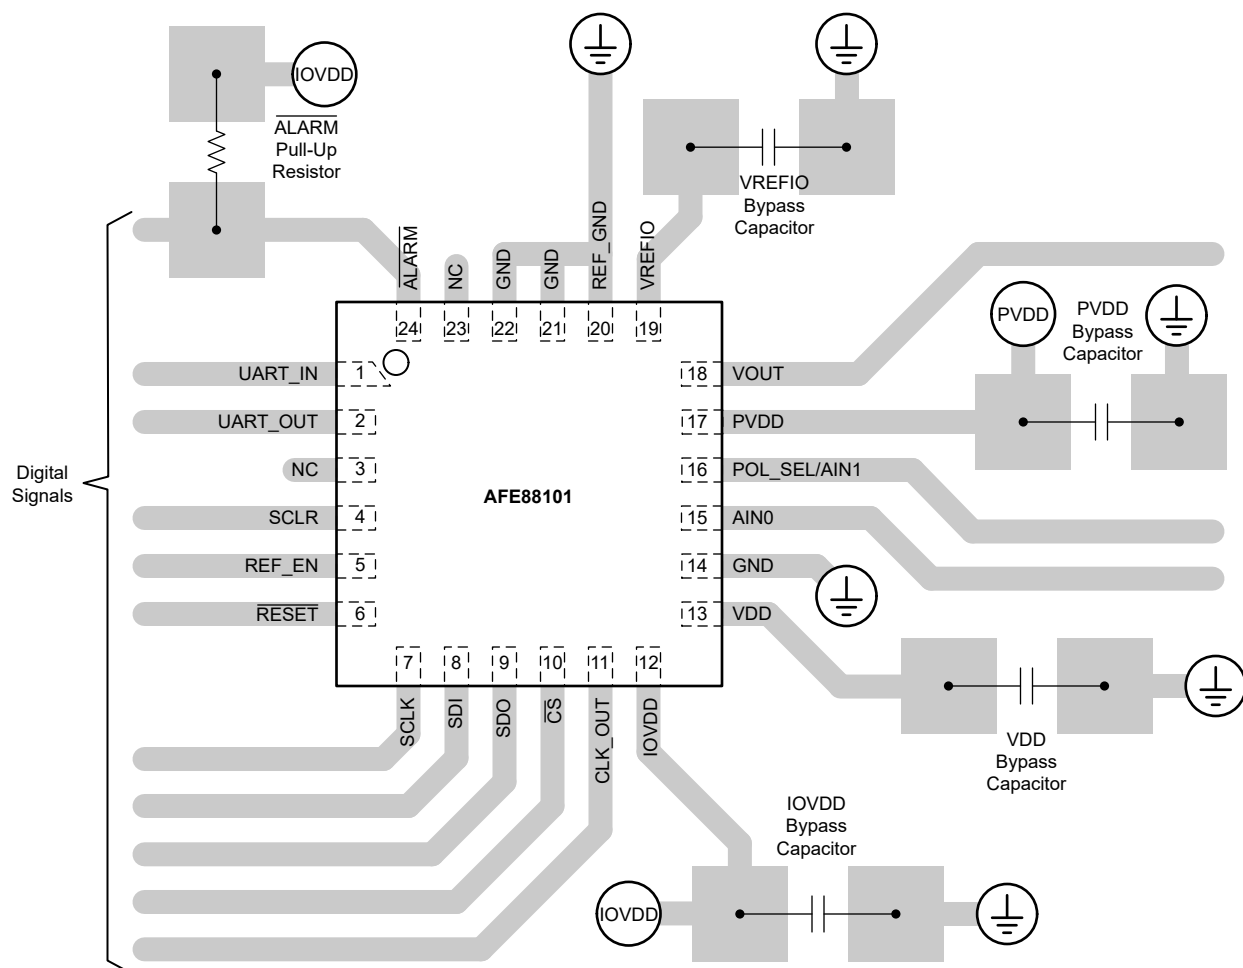 IOVDD
ALARM
Pull-Up
Resistor
VREFIO
Bypass
Capacitor
ALARM
NC
GND
GND
REF_GND
VREFIO
24
23
22
21
20
19
PVDD
PVDD
Bypass
Capacitor
UART_IN 1
UART_OUT 2
NC 3
SCLR 4
REF_EN 5
RESET 6
18 VOUT
17 PVDD
16 POL_SEL/AIN1
15 AIN0
14 GND
13 VDD
Digital
Signals
AFE88101
7
8
9
10
11
12
SCLK
SDI
SDO
CS
CLK_OUT
IOVDD
VDD
Bypass
Capacitor
IOVDD
Bypass
Capacitor
IOVDD